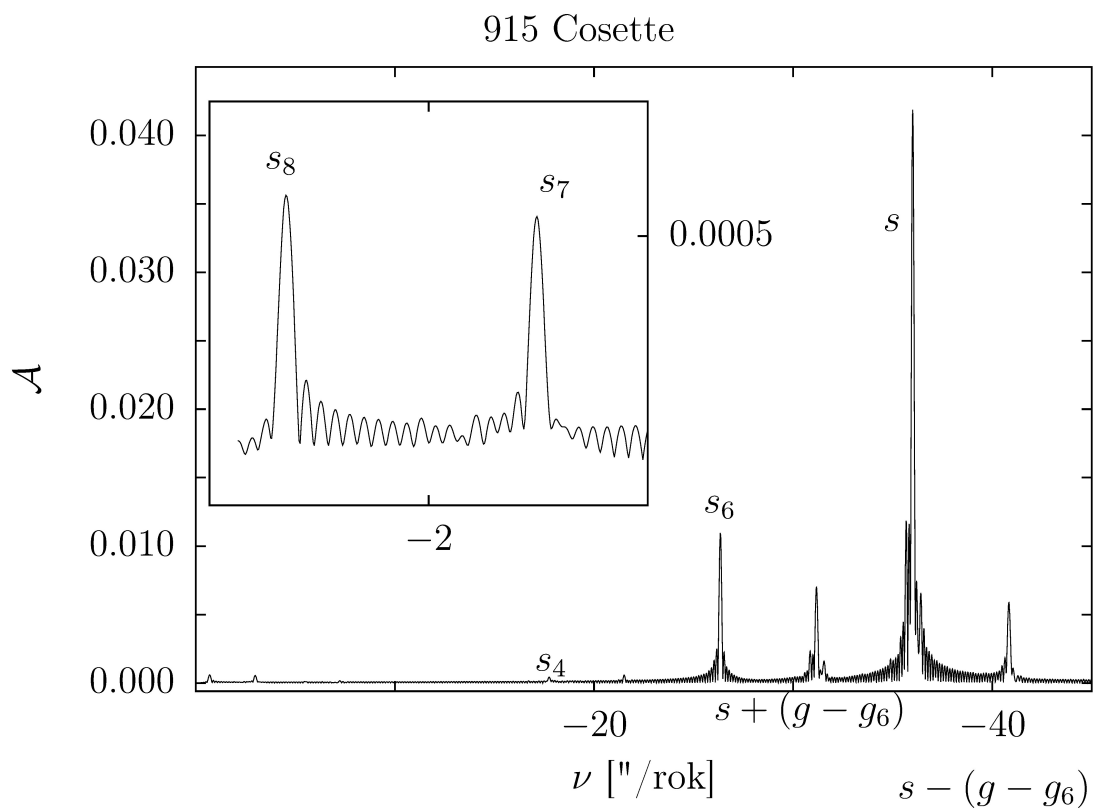 915 Cosette
0.040
0.030
0.020
0.010
0.000
𝒜
s₈
s₇
0.0005
−2
s
s₆
s₄
s + (g − g₆)
−20
−40
ν ["/rok]
s − (g − g₆)